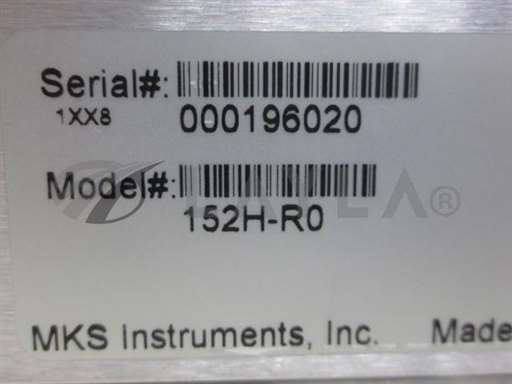 Serial#:
1XX8
000196020
Model#:
152H-R0
MKS Instruments, Inc. Made